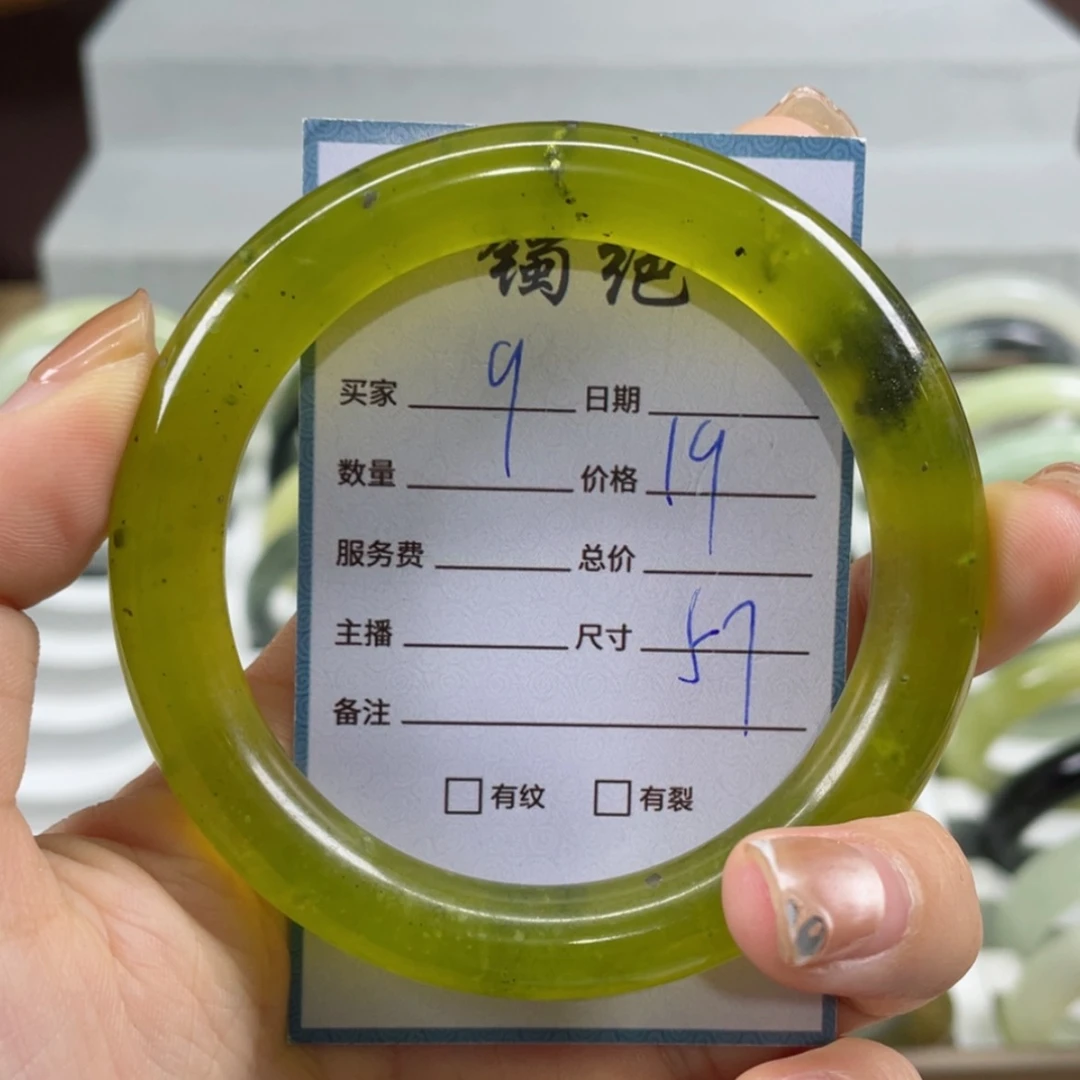 镯 纪
买家 9 日期
数量 价格 19
服务费 总价
主播 尺寸 57
备注
有纹 有裂